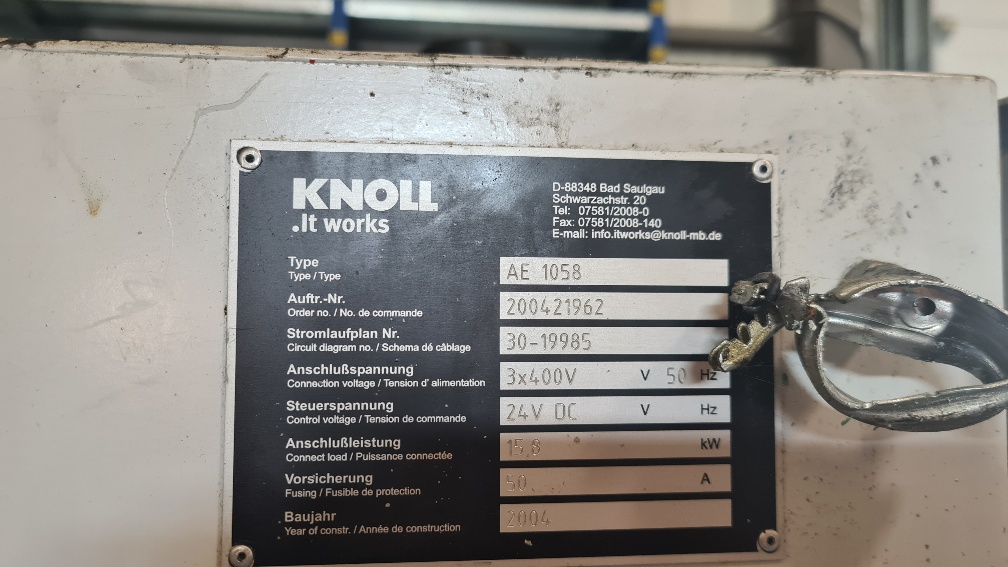 KNOLL
.It works
D-88348 Bad Saulgau
Schwarzachstr. 20
Tel: 07581/2008-0
Fax: 07581/2008-140
E-mail: info.itworks@knoll-mb.de
Type
Type / Type
AE 1058
Auftr.-Nr.
Order no. / No. de commande
200421962
Stromlaufplan Nr.
Circuit diagram no. / Schema dé câblage
30-19985
Anschlußspannung
Connection voltage / Tension d' alimentation
3x400V V 50 Hz
Steuerspannung
Control voltage / Tension de commande
24V DC V Hz
Anschlußleistung
Connect load / Puissance connectée
15,8 kW
Vorsicherung
Fusing / Fusible de protection
50 A
Baujahr
Year of constr. / Année de construction
2004